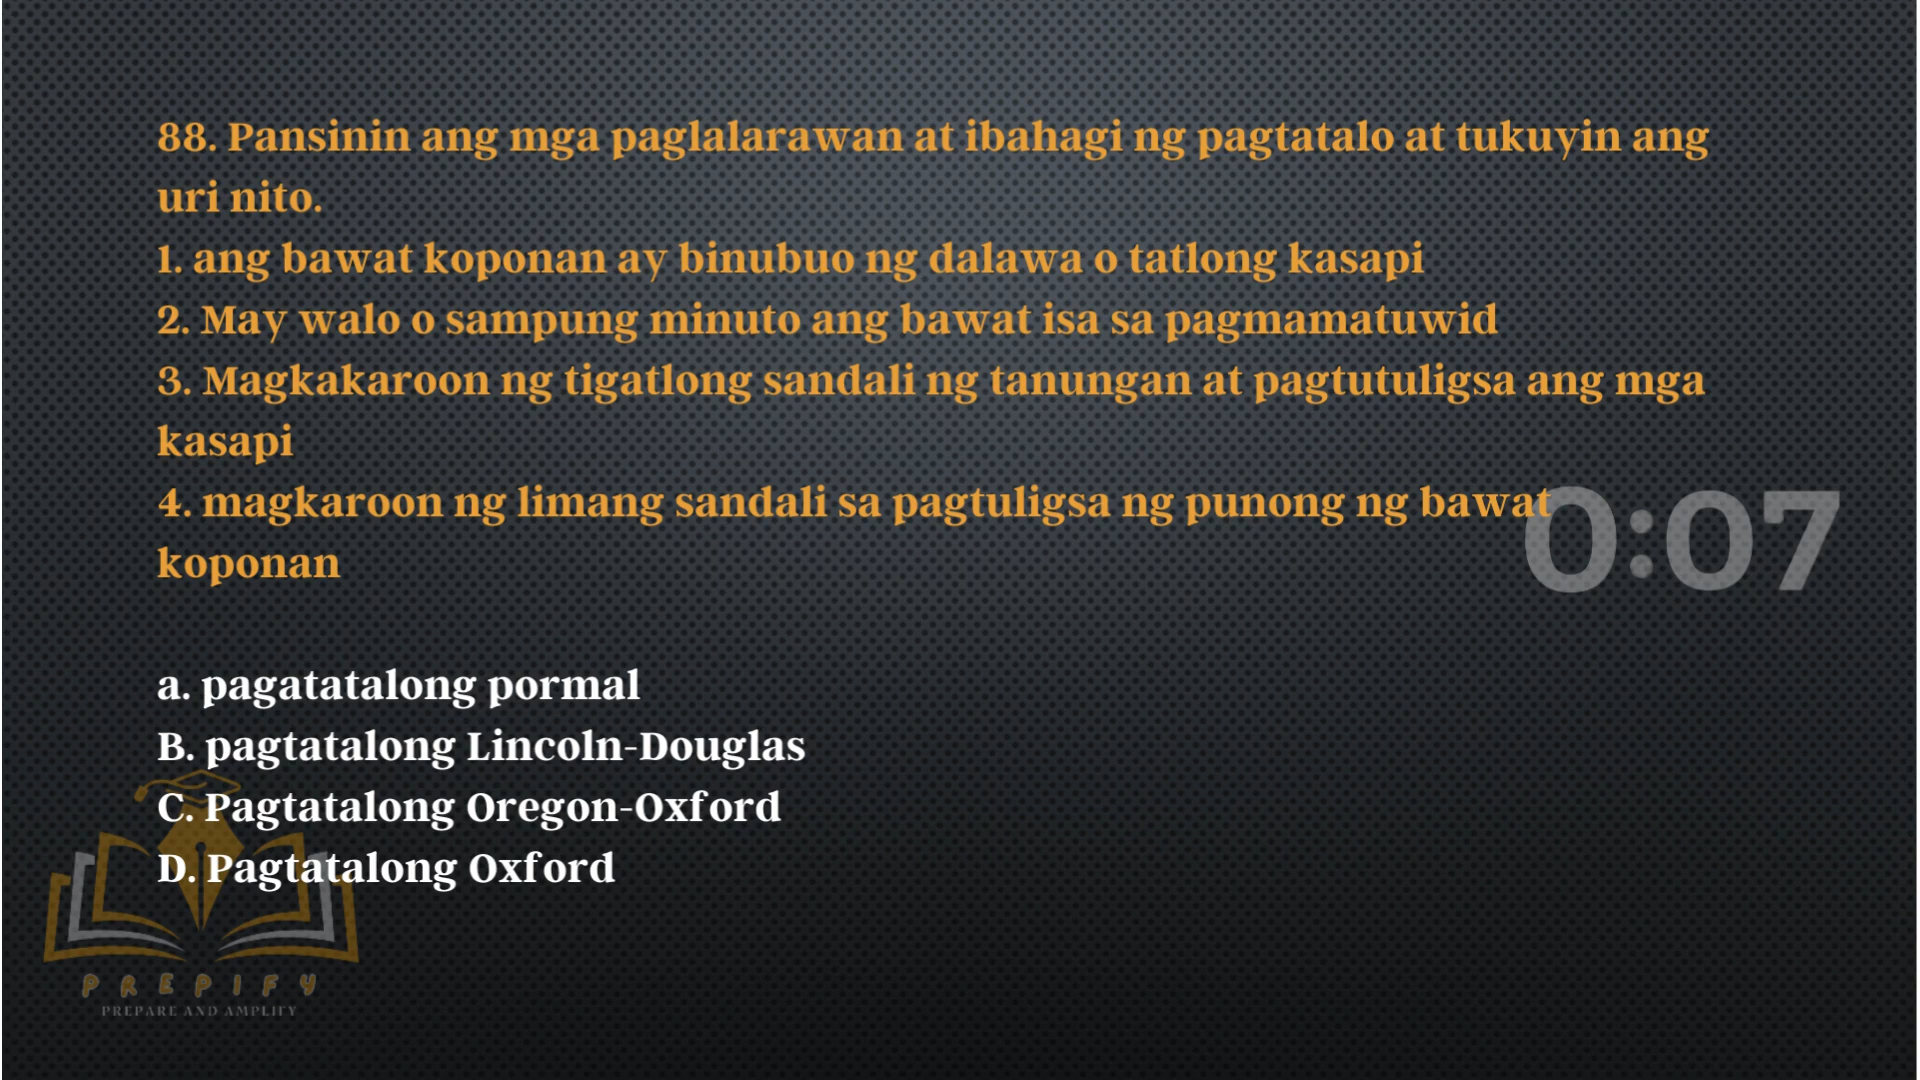 88. Pansinin ang mga paglalarawan at ibahagi ng pagtatalo at tukuyin ang
uri nito.
1. ang bawat koponan ay binubuo ng dalawa o tatlong kasapi
2. May walo o sampung minuto ang bawat isa sa pagmamatuwid
3. Magkakaroon ng tigatlong sandali ng tanungan at pagtutuligsa ang mga
kasapi
4. magkaroon ng limang sandali sa pagtuligsa ng punong ng bawat
koponan
0:07
a. pagatatalong pormal
B. pagtatalong Lincoln-Douglas
C. Pagtatalong Oregon-Oxford
D. Pagtatalong Oxford
PREPIFY
PREPARE AND AMPLIFY